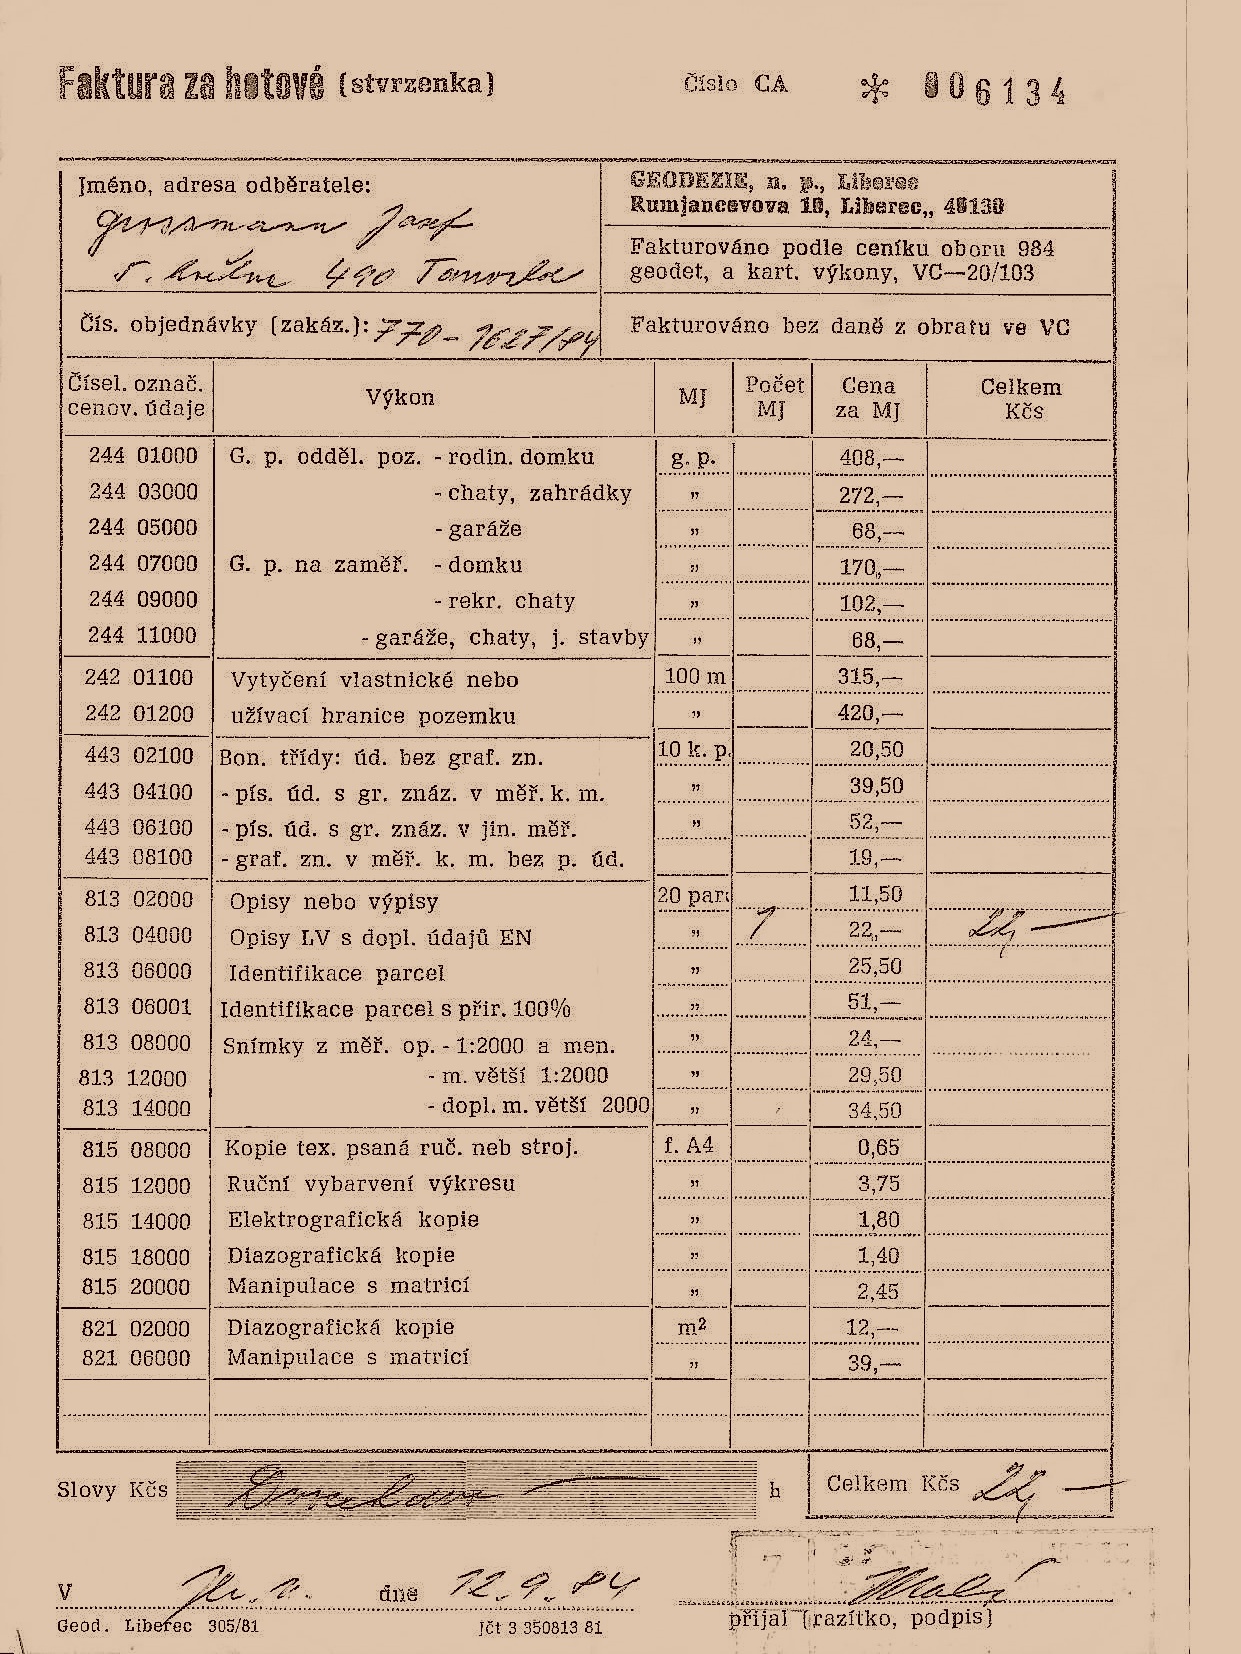 Faktura za hotové (stvrzenka) Číslo CA * 006134
Jméno, adresa odběratele:
Gussmann Josef
5. května 490 Tanvald
GEODEZIE, n. p., Liberec
Rumjancevova 10, Liberec,, 46130
Fakturováno podle ceníku oboru 984
geodet, a kart. výkony, VC—20/103
Čís. objednávky (zakáz.): 770-1627/84
Fakturováno bez daně z obratu ve VC
Čísel. označ. cenov. údaje Výkon MJ Počet MJ Cena za MJ Celkem Kčs
244 01000 G. p. odděl. poz. - rodin. domku g. p. 408,—
244 03000 - chaty, zahrádky „ 272,—
244 05000 - garáže „ 68,—
244 07000 G. p. na zaměř. - domku „ 170,,—
244 09000 - rekr. chaty „ 102,—
244 11000 - garáže, chaty, j. stavby „ 68,—
242 01100 Vytyčení vlastnické nebo 100 m 315,—
242 01200 užívací hranice pozemku „ 420,—
443 02100 Bon. třídy: úd. bez graf. zn. 10 k. p. 20,50
443 04100 - pís. úd. s gr. znáz. v měř. k. m. „ 39,50
443 06100 - pís. úd. s gr. znáz. v jin. měř. „ 52,—
443 08100 - graf. zn. v měř. k. m. bez p. úd. 19,—
813 02000 Opisy nebo výpisy 20 par. 11,50
813 04000 Opisy LV s dopl. údajů EN „ 1 22,,— 22,—
813 06000 Identifikace parcel „ 25,50
813 06001 Identifikace parcel s přir. 100% „ 51,—
813 08000 Snímky z měř. op. - 1:2000 a men. „ 24,—
813 12000 - m. větší 1:2000 „ 29,50
813 14000 - dopl. m. větší 2000 „ 34,50
815 08000 Kopie tex. psaná ruč. neb stroj. f. A4 0,65
815 12000 Ruční vybarvení výkresu „ 3,75
815 14000 Elektrografická kopie „ 1,80
815 18000 Diazografická kopie „ 1,40
815 20000 Manipulace s matricí „ 2,45
821 02000 Diazografická kopie m² 12,—
821 06000 Manipulace s matricí „ 39,—
Slovy Kčs h Celkem Kčs 22,—
V Jbc. n. dne 12.9.84 Malý
Geod. Liberec 305/81 Jčt 3 350813 81 přijal (razítko, podpis)